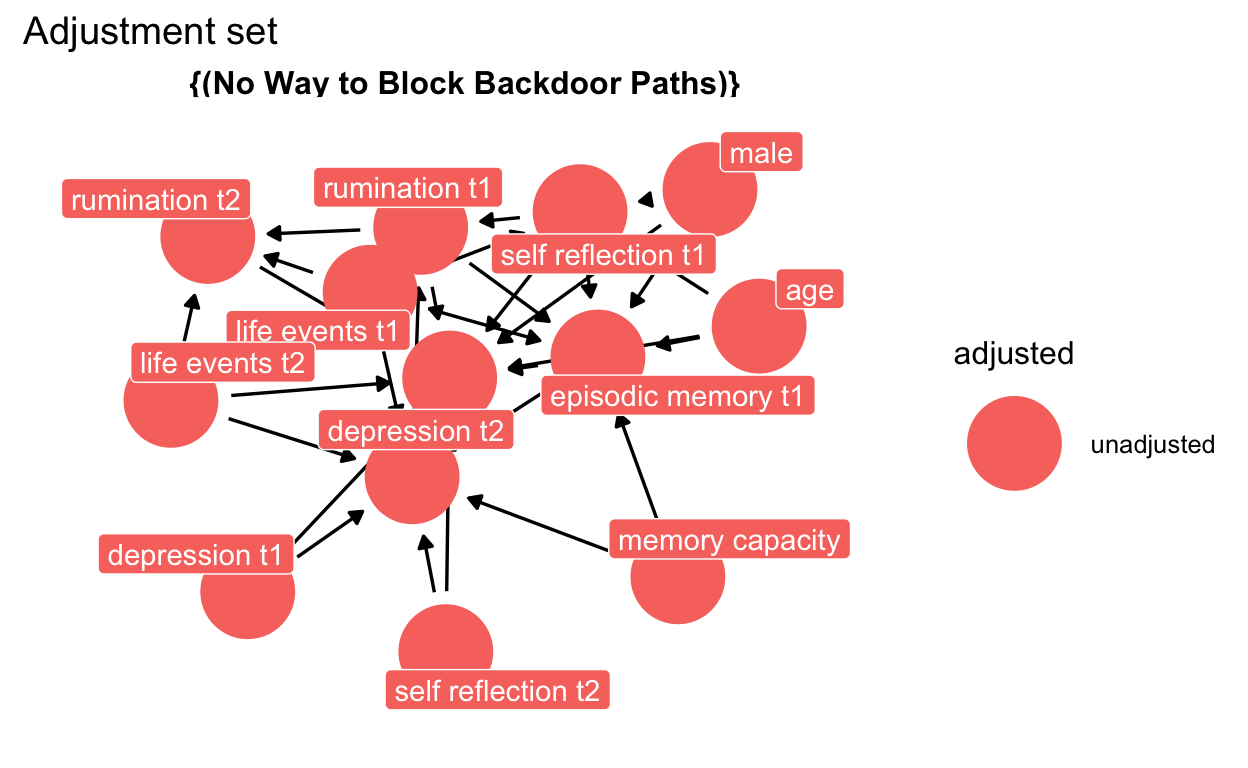 Adjustment set
{(No Way to Block Backdoor Paths)}
male
rumination t1
rumination t2
self reflection t1
age
life events t1
life events t2
adjusted
episodic memory t1
depression t2
unadjusted
memory capacity
depression t1
self reflection t2